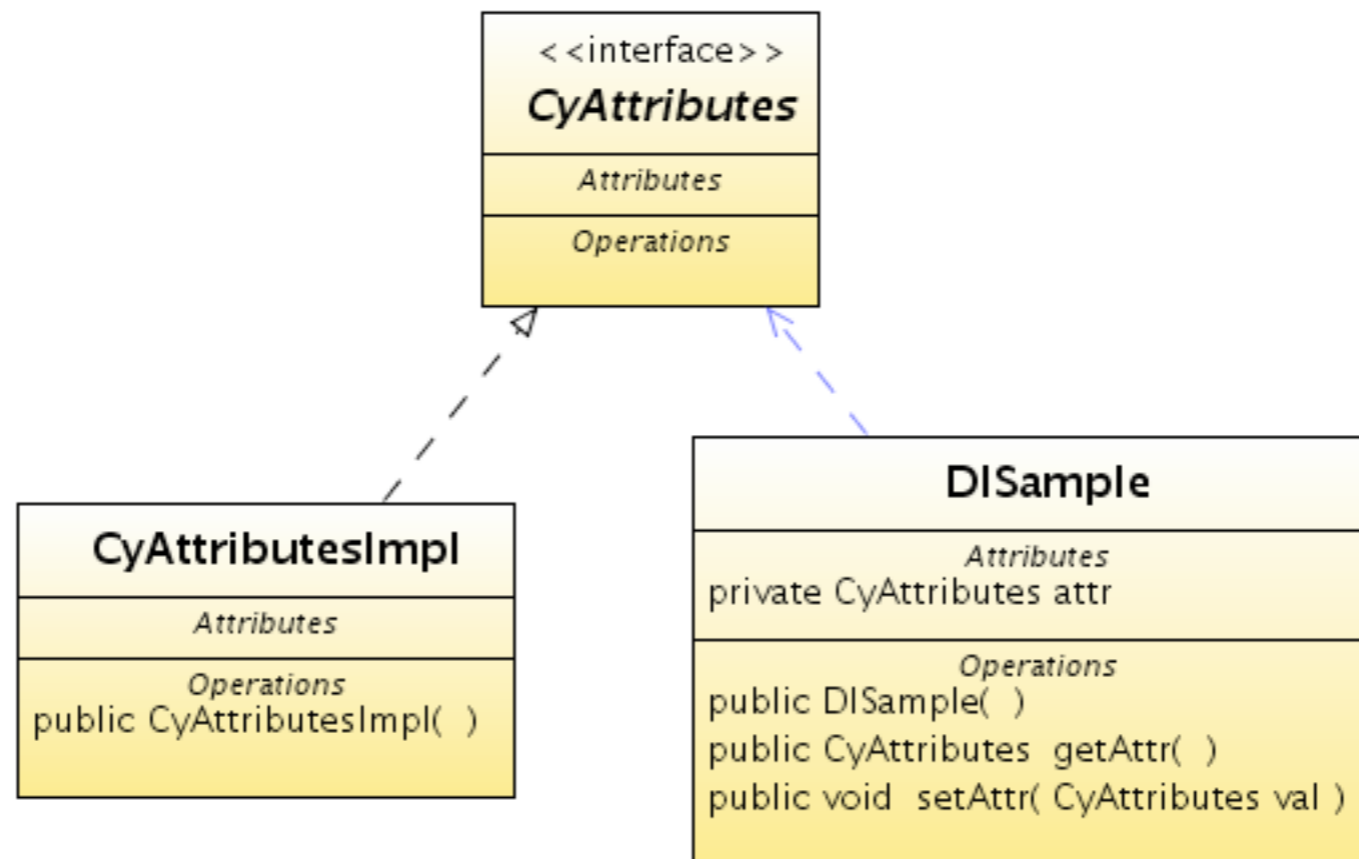 <<interface>>
CyAttributes
Attributes
Operations
CyAttributesImpl
Attributes
Operations
public CyAttributesImpl( )
DISample
Attributes
private CyAttributes attr
Operations
public DISample( )
public CyAttributes getAttr( )
public void setAttr( CyAttributes val )